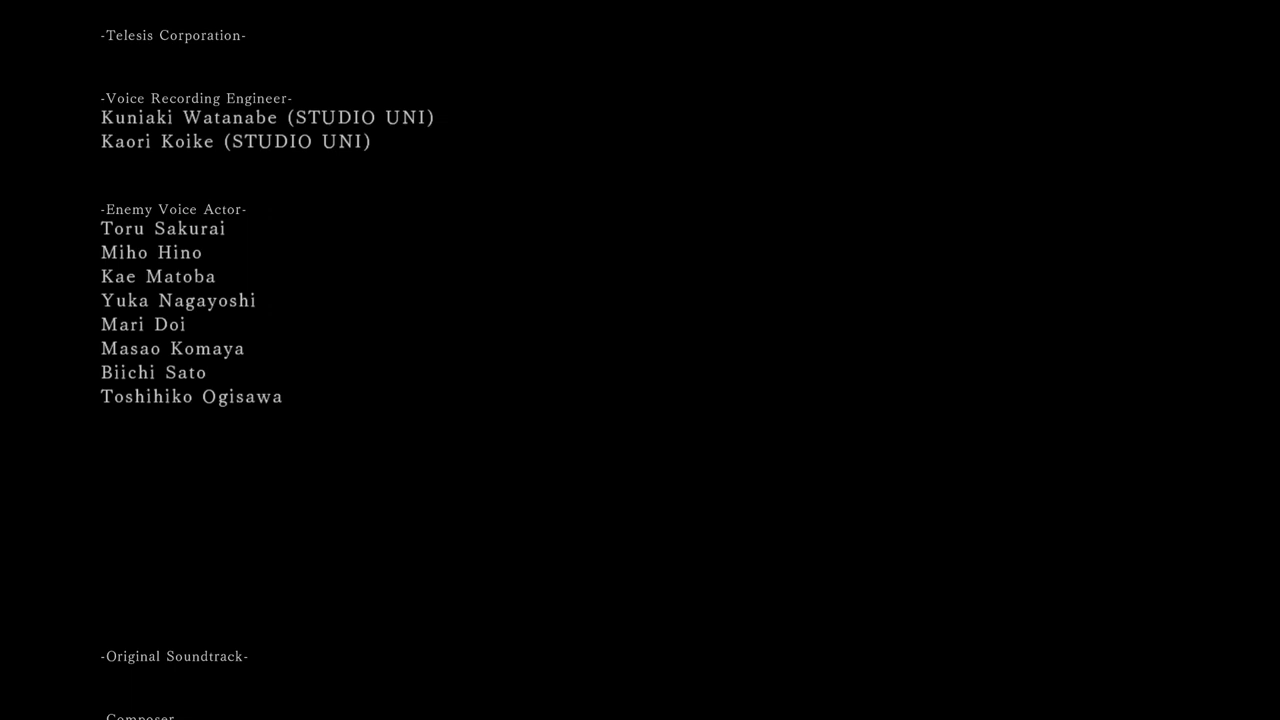 -Telesis Corporation-
-Voice Recording Engineer-
Kuniaki Watanabe (STUDIO UNI)
Kaori Koike (STUDIO UNI)
-Enemy Voice Actor-
Toru Sakurai
Miho Hino
Kae Matoba
Yuka Nagayoshi
Mari Doi
Masao Komaya
Biichi Sato
Toshihiko Ogisawa
-Original Soundtrack-
-Composer-